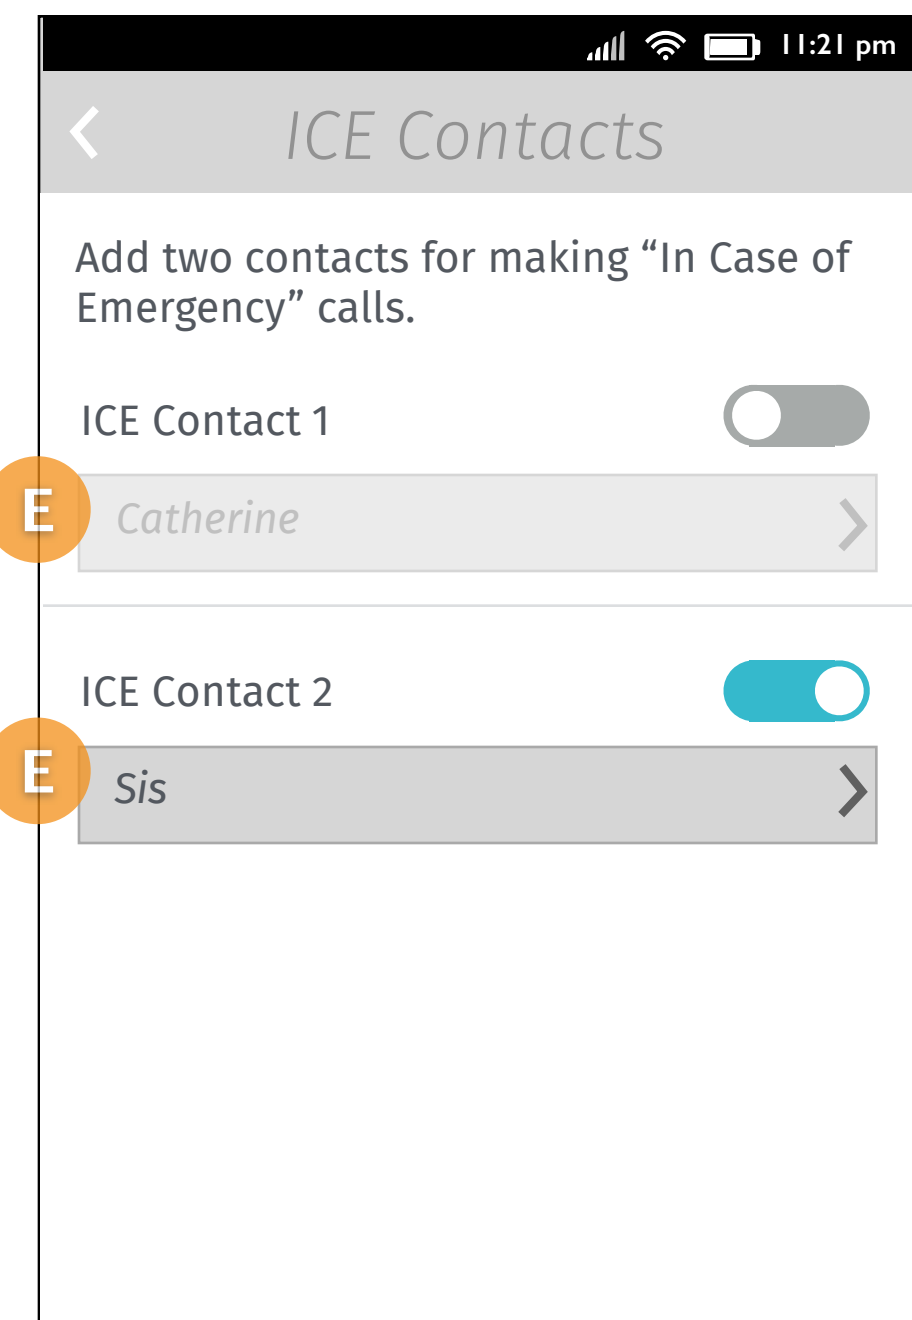 11:21 pm
ICE Contacts
Add two contacts for making “In Case of
Emergency” calls.
ICE Contact 1
E
Catherine
ICE Contact 2
E
Sis